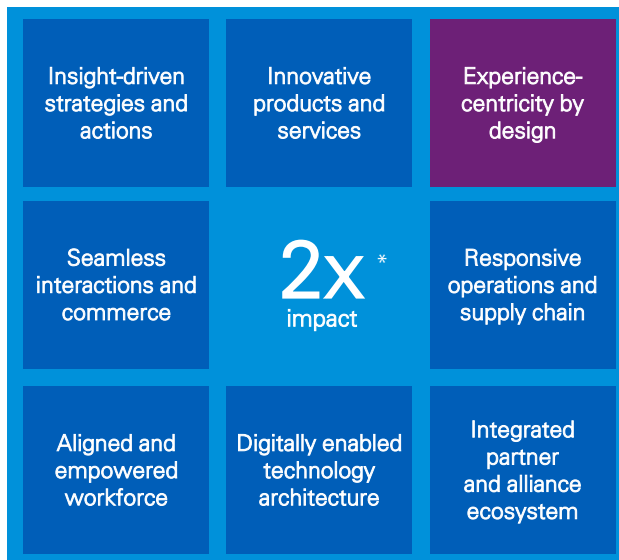 Insight-driven
strategies and
actions
Innovative
products and
services
Experience-
centricity by
design
Seamless
interactions and
commerce
2x *
impact
Responsive
operations and
supply chain
Aligned and
empowered
workforce
Digitally enabled
technology
architecture
Integrated
partner
and alliance
ecosystem